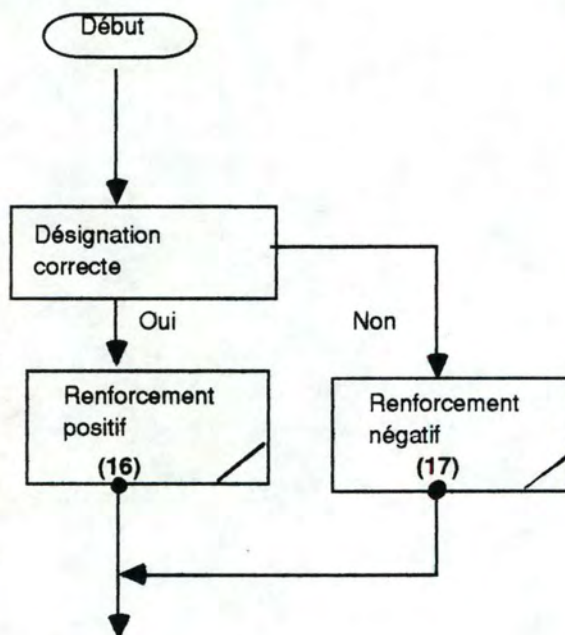 Début
Désignation
correcte
Oui
Non
Renforcement
positif
(16)
Renforcement
négatif
(17)